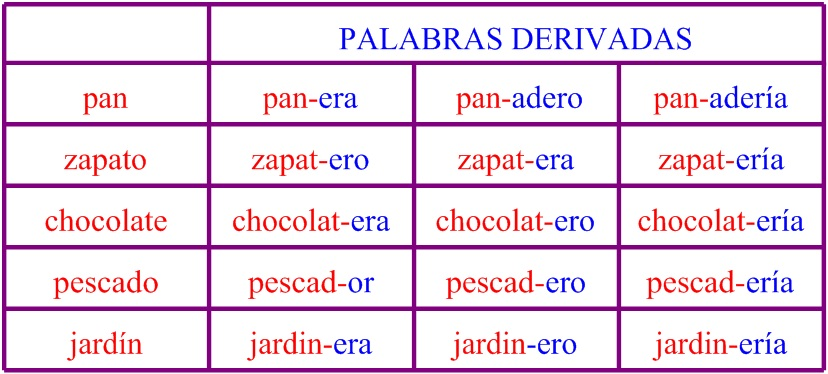 PALABRAS DERIVADAS
pan pan-era pan-adero pan-adería
zapato zapat-ero zapat-era zapat-ería
chocolate chocolat-era chocolat-ero chocolat-ería
pescado pescad-or pescad-ero pescad-ería
jardín jardin-era jardin-ero jardin-ería